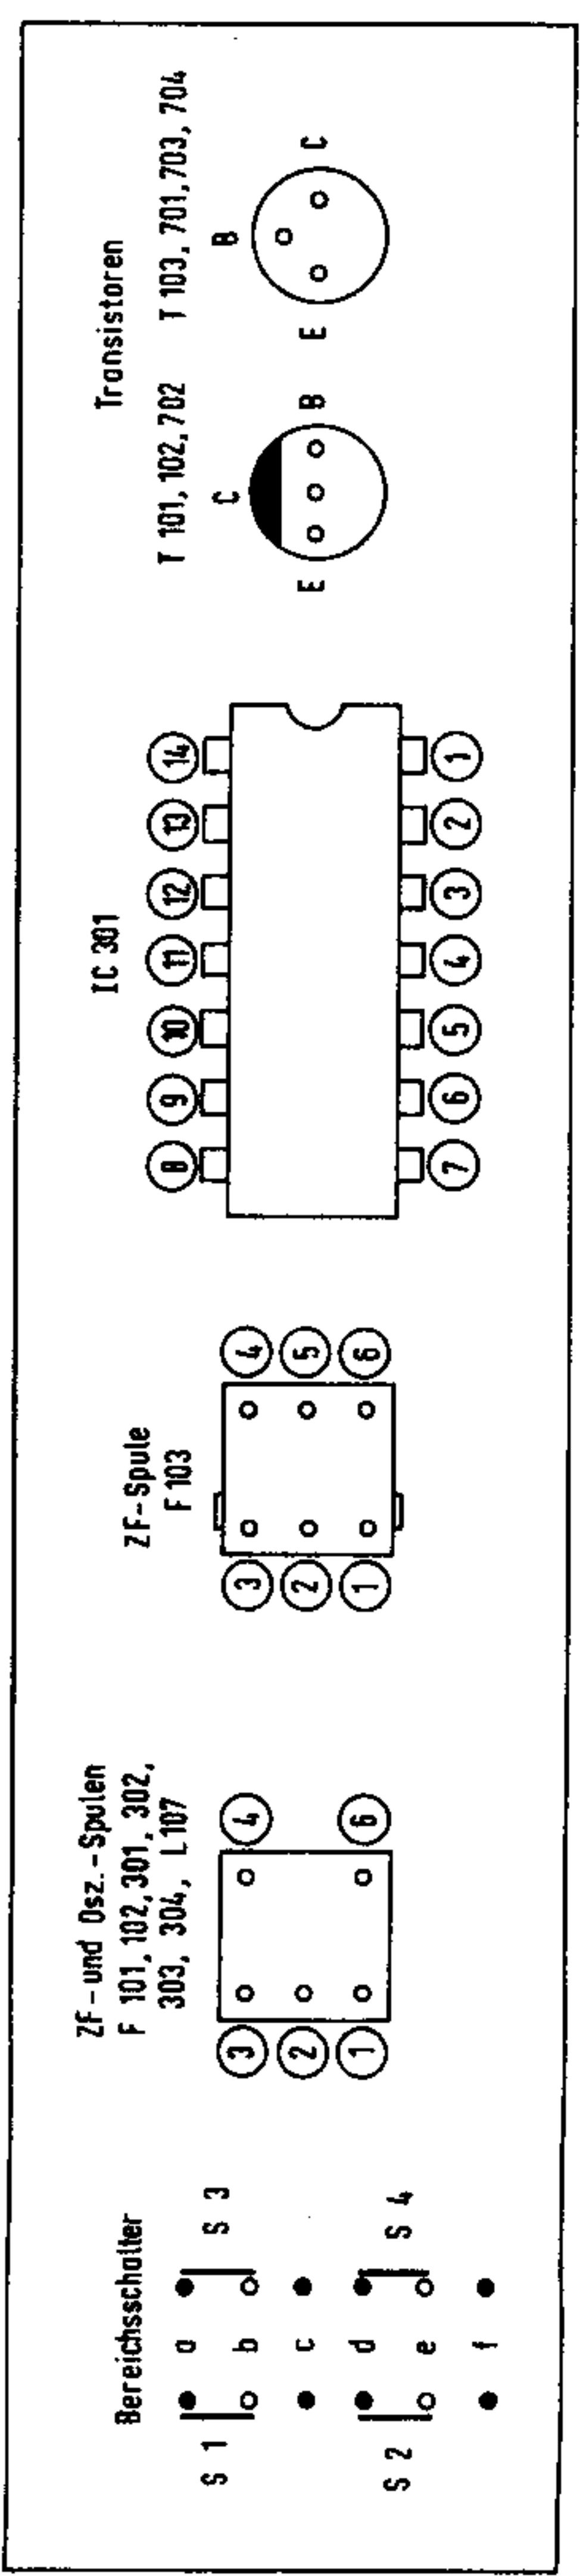 Bereichsschalter
S 1 a S 3
b
c
S 2 d S 4
e
f
ZF-und Osz.-Spulen
F 101, 102, 301, 302,
303, 304, L107
3 4
2
1 6
ZF-Spule
F 103
3 4
2 5
1 6
IC 301
8 9 10 11 12 13 14
7 6 5 4 3 2 1
Transistoren
T 101, 102, 702 T 103, 701, 703, 704
C B
E B E C